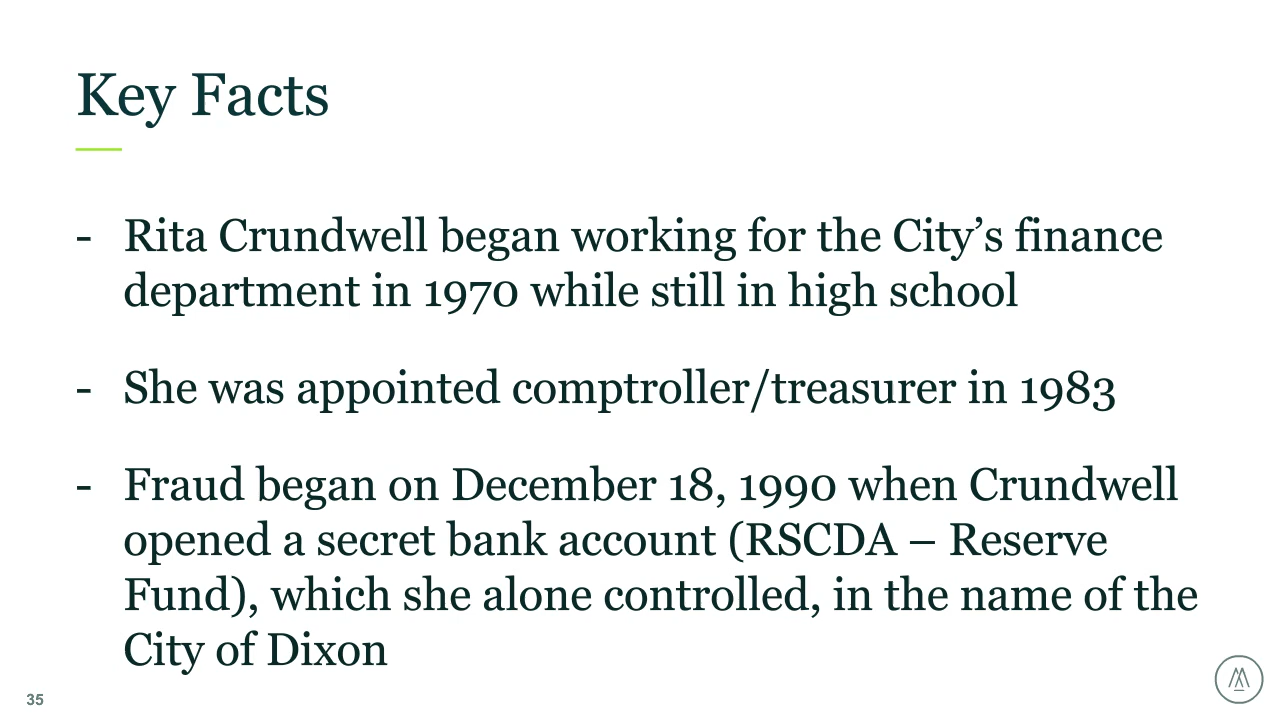 Key Facts
- Rita Crundwell began working for the City’s finance
department in 1970 while still in high school
- She was appointed comptroller/treasurer in 1983
- Fraud began on December 18, 1990 when Crundwell
opened a secret bank account (RSCDA – Reserve
Fund), which she alone controlled, in the name of the
City of Dixon
35